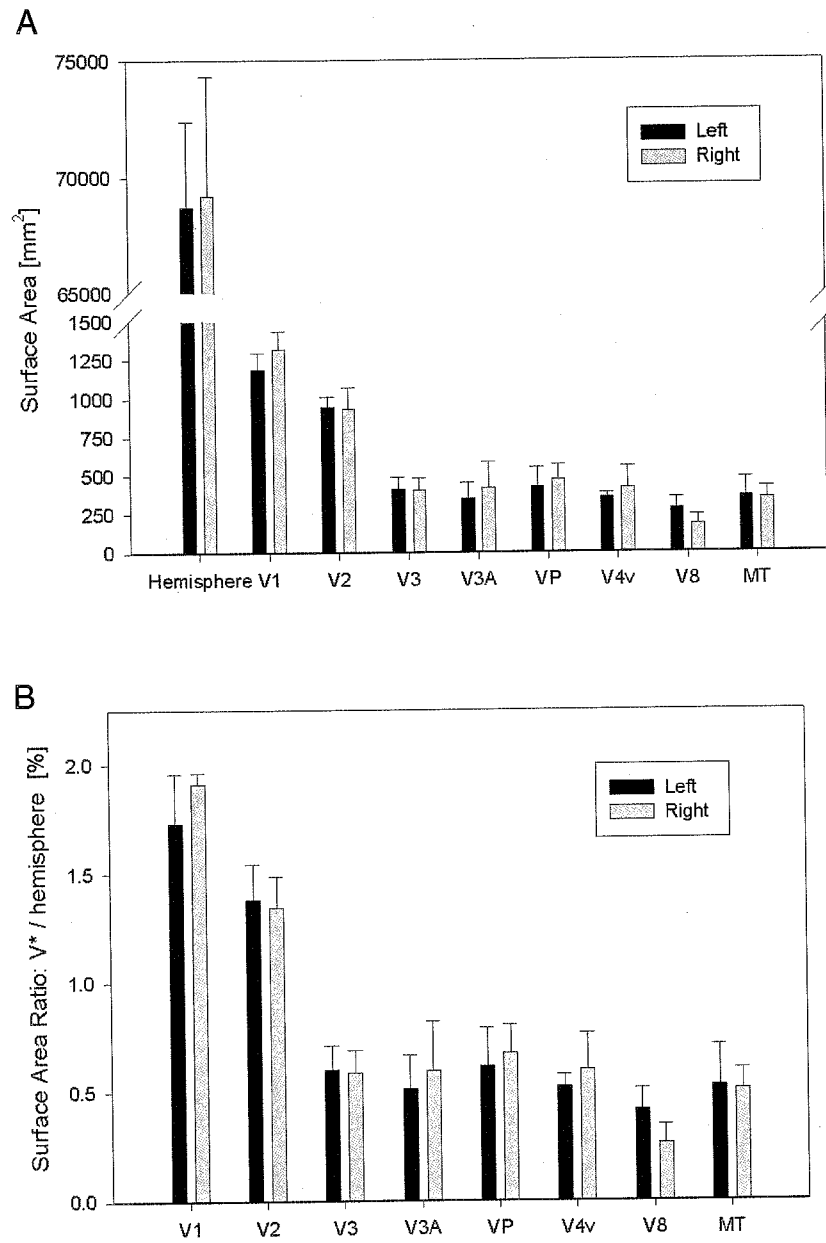 A
Surface Area [mm²]
75000
70000
65000
1500
1250
1000
750
500
250
0
Left
Right
Hemisphere V1 V2 V3 V3A VP V4v V8 MT
B
Surface Area Ratio: V* / hemisphere [%]
2.0
1.5
1.0
0.5
0.0
Left
Right
V1 V2 V3 V3A VP V4v V8 MT